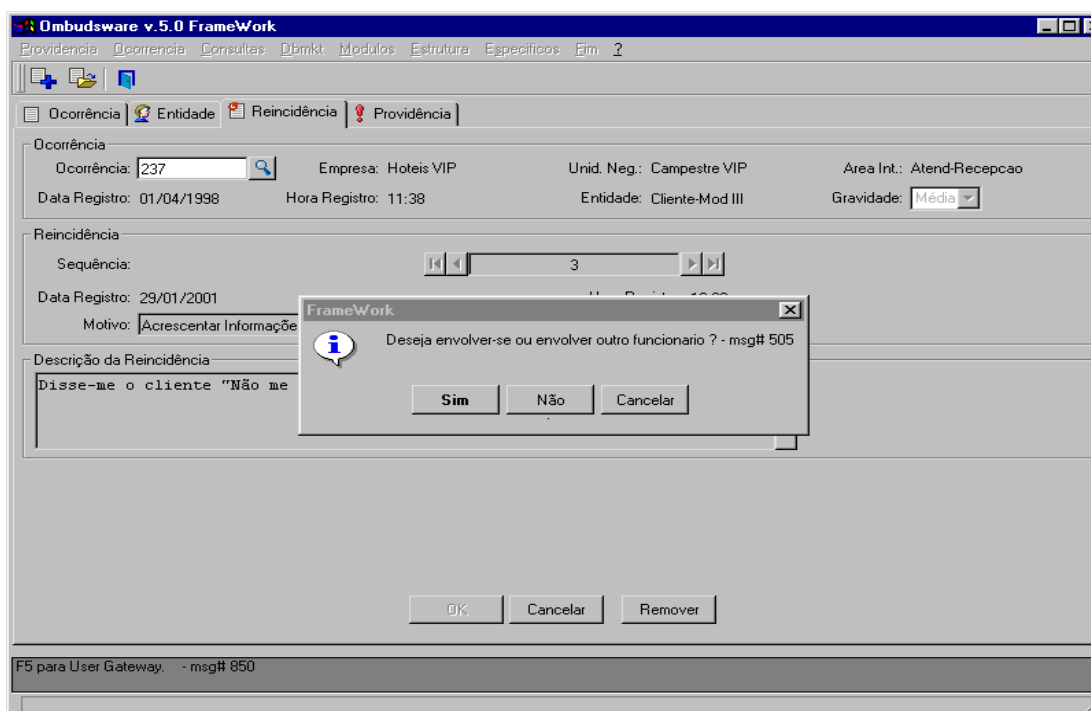 Ombudsware v.5.0 FrameWork
Providencia Ocorrencia Consultas Dbmkt Modulos Estrutura Especificos Fim ?
Ocorrência Entidade Reincidência Providência
Ocorrência
Ocorrência: 237 Empresa: Hoteis VIP Unid. Neg.: Campestre VIP Area Int.: Atend-Recepcao
Data Registro: 01/04/1998 Hora Registro: 11:38 Entidade: Cliente-Mod III Gravidade: Média
Reincidência
Sequência: 3
Data Registro: 29/01/2001
FrameWork
Motivo: Acrescentar Informaçõe
Deseja envolver-se ou envolver outro funcionario ? - msg# 505
Descrição da Reincidência
Disse-me o cliente "Não me
Sim Não Cancelar
OK Cancelar Remover
F5 para User Gateway. - msg# 850